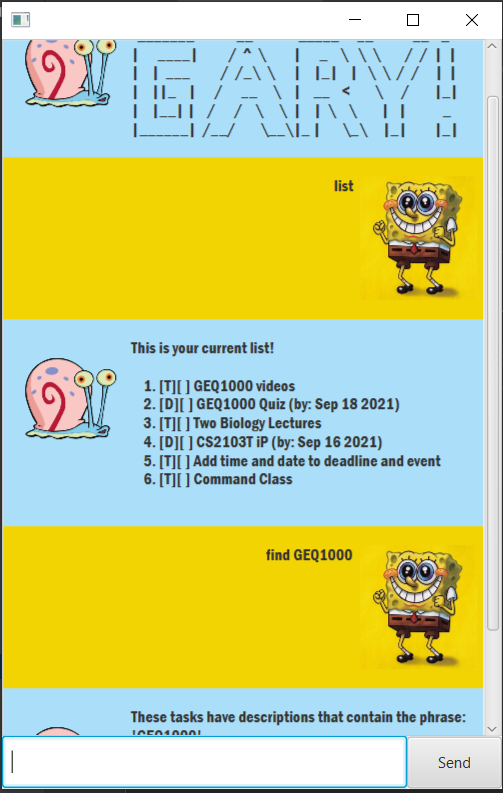 GARY!
list
This is your current list!
1. [T][ ] GEQ1000 videos
2. [D][ ] GEQ1000 Quiz (by: Sep 18 2021)
3. [T][ ] Two Biology Lectures
4. [D][ ] CS2103T iP (by: Sep 16 2021)
5. [T][ ] Add time and date to deadline and event
6. [T][ ] Command Class
find GEQ1000
These tasks have descriptions that contain the phrase:
'GEQ1000'
Send